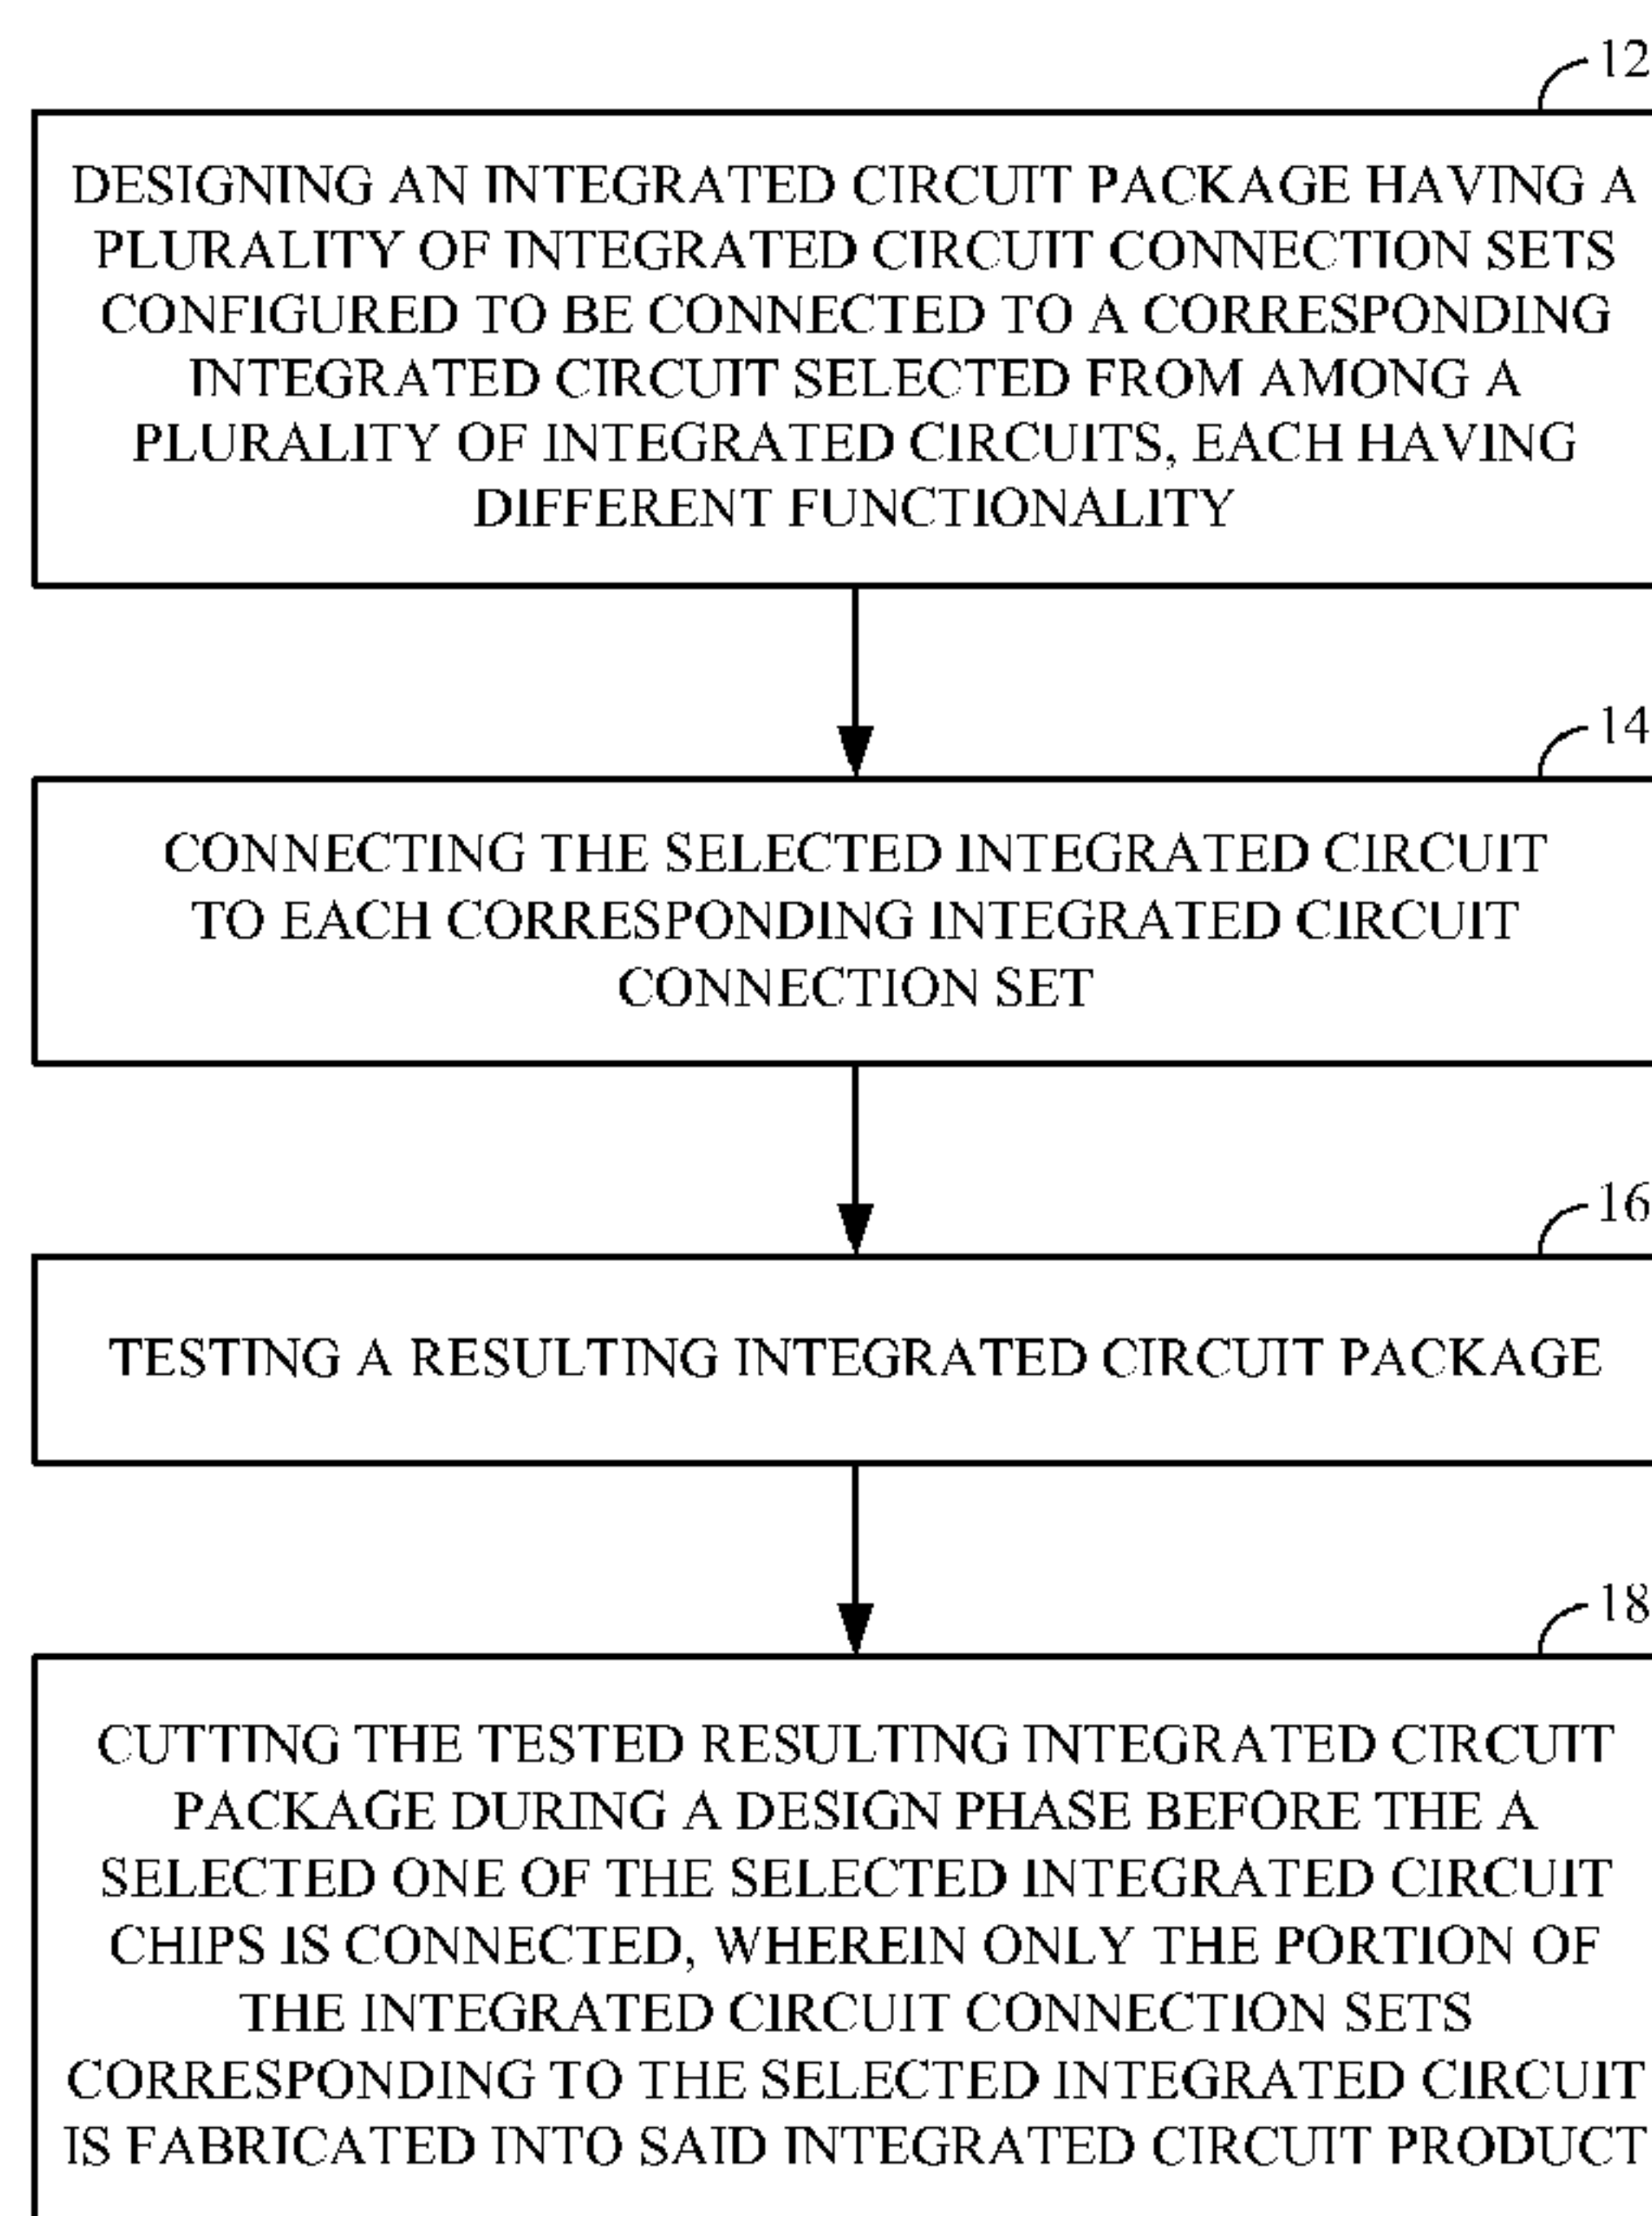 12
DESIGNING AN INTEGRATED CIRCUIT PACKAGE HAVING A
PLURALITY OF INTEGRATED CIRCUIT CONNECTION SETS
CONFIGURED TO BE CONNECTED TO A CORRESPONDING
INTEGRATED CIRCUIT SELECTED FROM AMONG A
PLURALITY OF INTEGRATED CIRCUITS, EACH HAVING
DIFFERENT FUNCTIONALITY
14
CONNECTING THE SELECTED INTEGRATED CIRCUIT
TO EACH CORRESPONDING INTEGRATED CIRCUIT
CONNECTION SET
16
TESTING A RESULTING INTEGRATED CIRCUIT PACKAGE
18
CUTTING THE TESTED RESULTING INTEGRATED CIRCUIT
PACKAGE DURING A DESIGN PHASE BEFORE THE A
SELECTED ONE OF THE SELECTED INTEGRATED CIRCUIT
CHIPS IS CONNECTED, WHEREIN ONLY THE PORTION OF
THE INTEGRATED CIRCUIT CONNECTION SETS
CORRESPONDING TO THE SELECTED INTEGRATED CIRCUIT
IS FABRICATED INTO SAID INTEGRATED CIRCUIT PRODUCT